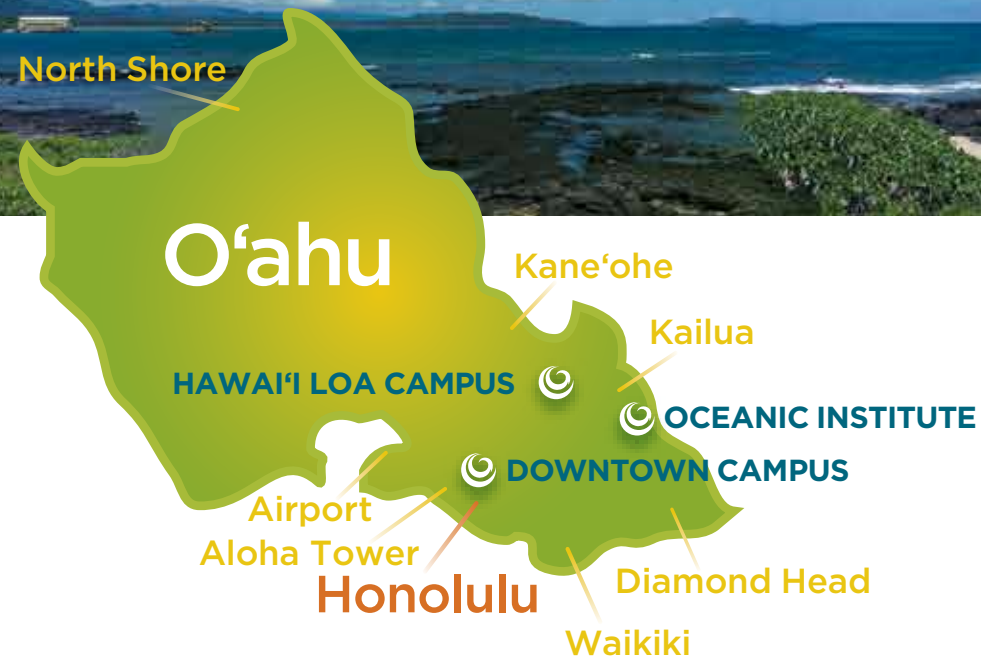 North Shore
O‘ahu
Kane‘ohe
Kailua
HAWAI‘I LOA CAMPUS
OCEANIC INSTITUTE
DOWNTOWN CAMPUS
Airport
Aloha Tower
Honolulu
Diamond Head
Waikiki